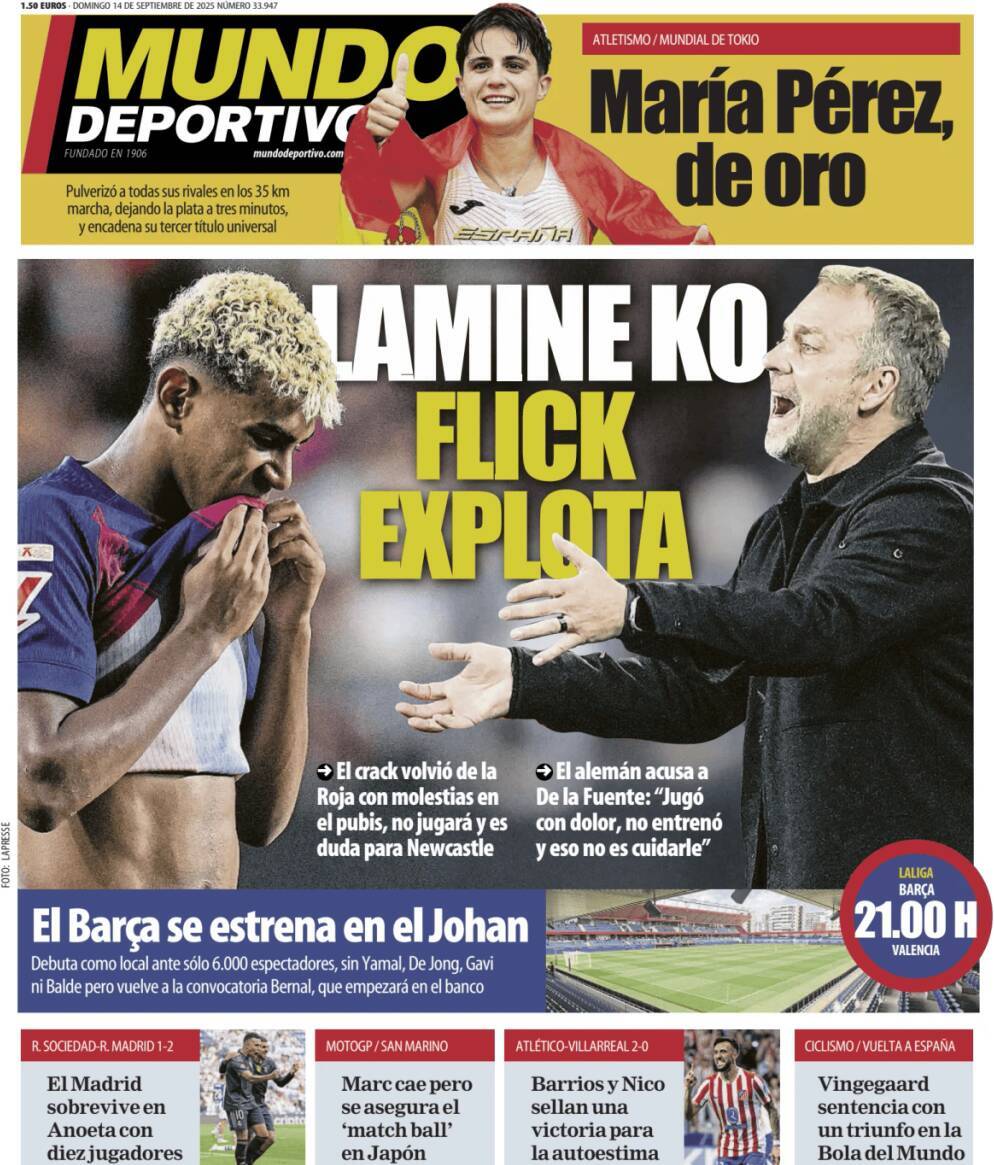 1.50 EUROS · DOMINGO 14 DE SEPTIEMBRE DE 2025 NÚMERO 33.947
MUNDO
DEPORTIVO
FUNDADO EN 1906
mundodeportivo.com
Pulverizó a todas sus rivales en los 35 km
marcha, dejando la plata a tres minutos,
y encadena su tercer título universal
ESPAÑA
ATLETISMO / MUNDIAL DE TOKIO
María Pérez,
de oro
LAMINE KO
FLICK
EXPLOTA
El crack volvió de la
Roja con molestias en
el pubis, no jugará y es
duda para Newcastle
El alemán acusa a
De la Fuente: “Jugó
con dolor, no entrenó
y eso no es cuidarle”
FOTO: LAPRESSE
El Barça se estrena en el Johan
Debuta como local ante sólo 6.000 espectadores, sin Yamal, De Jong, Gavi
ni Balde pero vuelve a la convocatoria Bernal, que empezará en el banco
LALIGA
BARÇA
21.00 H
VALENCIA
R. SOCIEDAD-R. MADRID 1-2
El Madrid
sobrevive en
Anoeta con
diez jugadores
10
MOTOGP / SAN MARINO
Marc cae pero
se asegura el
‘match ball’
en Japón
ATLÉTICO-VILLARREAL 2-0
Barrios y Nico
sellan una
victoria para
la autoestima
CICLISMO / VUELTA A ESPAÑA
Vingegaard
sentencia con
un triunfo en la
Bola del Mundo